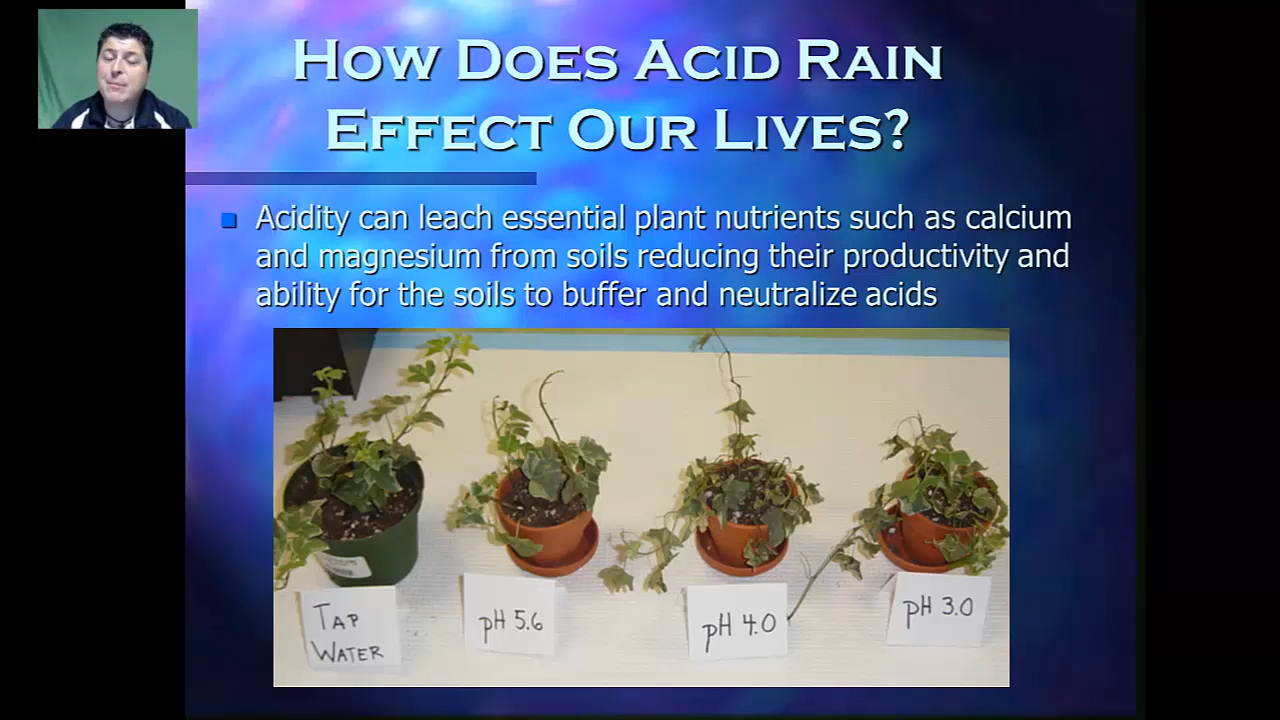 How Does Acid Rain
Effect Our Lives?
Acidity can leach essential plant nutrients such as calcium
and magnesium from soils reducing their productivity and
ability for the soils to buffer and neutralize acids
TAP
WATER
pH 5.6
pH 4.0
pH 3.0